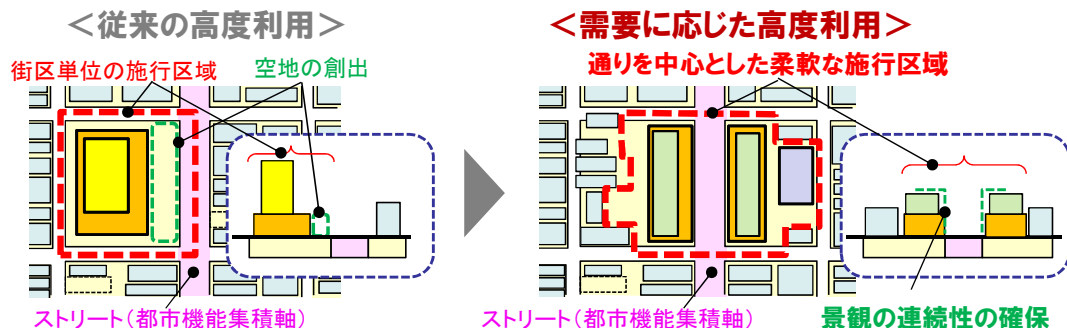 ＜従来の高度利用＞
街区単位の施行区域
空地の創出
ストリート（都市機能集積軸）
＜需要に応じた高度利用＞
通りを中心とした柔軟な施行区域
ストリート（都市機能集積軸）
景観の連続性の確保